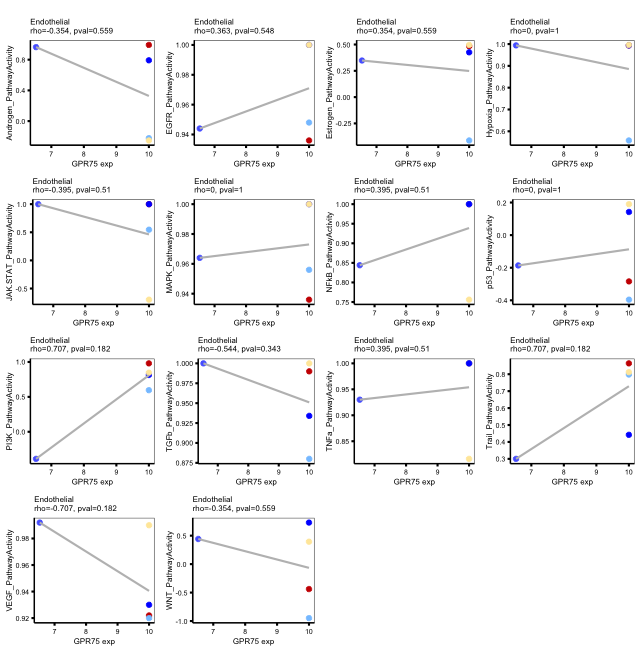 Endothelial
rho=-0.354, pval=0.559
Androgen_PathwayActivity
0.8
0.4
0.0
7 8 9 10
GPR75 exp
Endothelial
rho=0.363, pval=0.548
EGFR_PathwayActivity
1.00
0.98
0.96
0.94
7 8 9 10
GPR75 exp
Endothelial
rho=0.354, pval=0.559
Estrogen_PathwayActivity
0.50
0.25
0.00
-0.25
7 8 9 10
GPR75 exp
Endothelial
rho=0, pval=1
Hypoxia_PathwayActivity
1.0
0.9
0.8
0.7
0.6
7 8 9 10
GPR75 exp
Endothelial
rho=-0.395, pval=0.51
JAK.STAT_PathwayActivity
1.0
0.5
0.0
-0.5
7 8 9 10
GPR75 exp
Endothelial
rho=0, pval=1
MAPK_PathwayActivity
1.00
0.98
0.96
0.94
7 8 9 10
GPR75 exp
Endothelial
rho=0.395, pval=0.51
NFkB_PathwayActivity
1.00
0.95
0.90
0.85
0.80
0.75
7 8 9 10
GPR75 exp
Endothelial
rho=0, pval=1
p53_PathwayActivity
0.2
0.0
-0.2
-0.4
7 8 9 10
GPR75 exp
Endothelial
rho=0.707, pval=0.182
PI3K_PathwayActivity
1.0
0.5
0.0
7 8 9 10
GPR75 exp
Endothelial
rho=-0.544, pval=0.343
TGFb_PathwayActivity
1.000
0.975
0.950
0.925
0.900
0.875
7 8 9 10
GPR75 exp
Endothelial
rho=0.395, pval=0.51
TNFa_PathwayActivity
1.00
0.95
0.90
0.85
7 8 9 10
GPR75 exp
Endothelial
rho=0.707, pval=0.182
Trail_PathwayActivity
0.8
0.7
0.6
0.5
0.4
0.3
7 8 9 10
GPR75 exp
Endothelial
rho=-0.707, pval=0.182
VEGF_PathwayActivity
0.98
0.96
0.94
0.92
7 8 9 10
GPR75 exp
Endothelial
rho=-0.354, pval=0.559
WNT_PathwayActivity
0.5
0.0
-0.5
-1.0
7 8 9 10
GPR75 exp